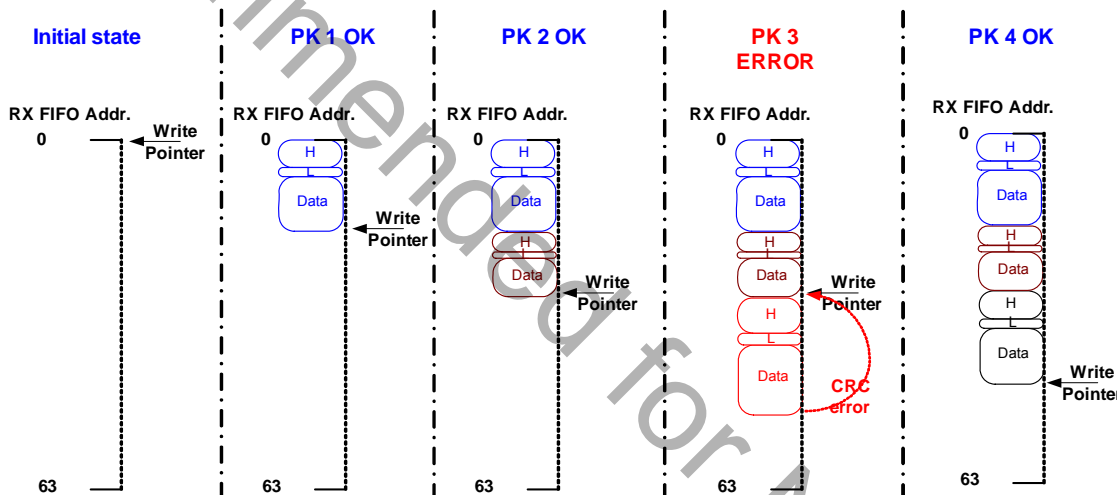 Initial state
RX FIFO Addr.
0
Write
Pointer
63
PK 1 OK
RX FIFO Addr.
0
H
L
Data
Write
Pointer
63
PK 2 OK
RX FIFO Addr.
0
H
L
Data
H
L
Data
Write
Pointer
63
PK 3
ERROR
RX FIFO Addr.
0
H
L
Data
H
L
Data
Write
Pointer
H
L
Data
CRC
error
63
PK 4 OK
RX FIFO Addr.
0
H
L
Data
H
L
Data
H
L
Data
Write
Pointer
63
mmended for